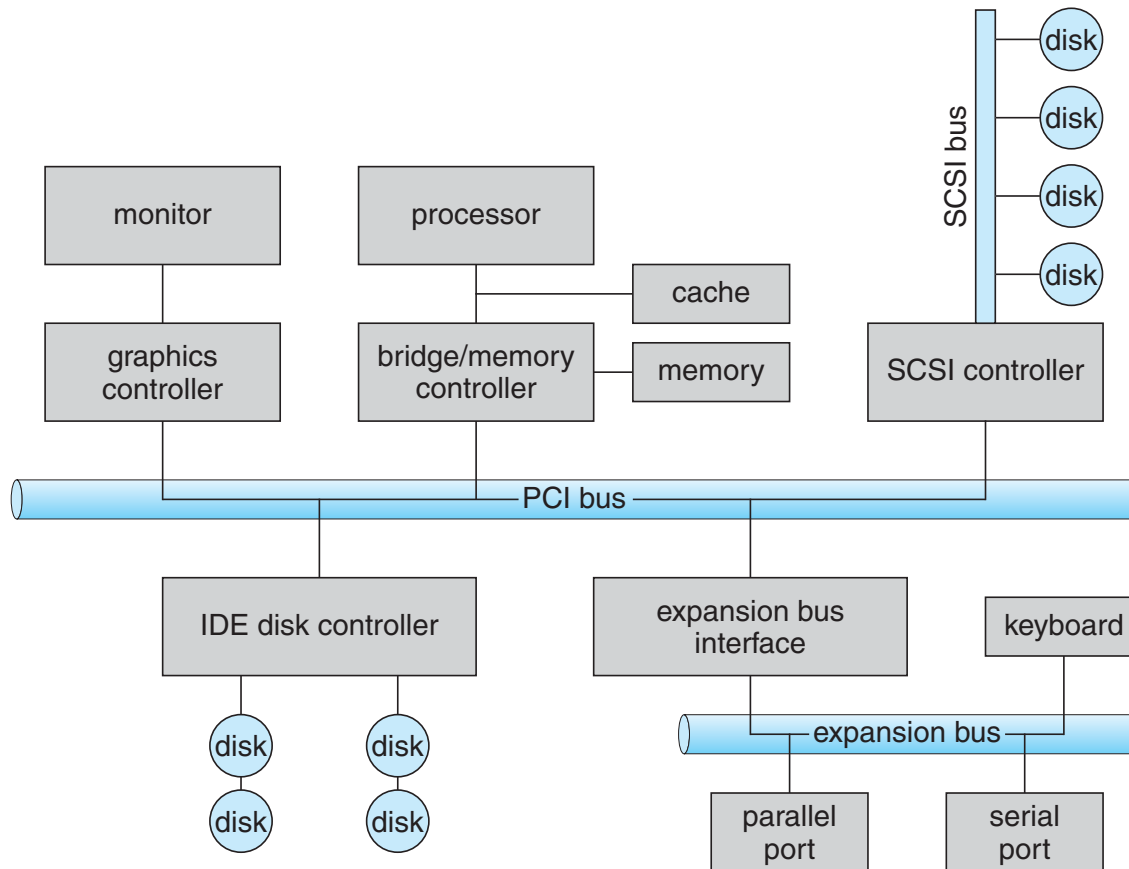 disk
disk
SCSI bus
disk
disk
monitor
processor
cache
graphics
controller
bridge/memory
controller
memory
SCSI controller
PCI bus
IDE disk controller
expansion bus
interface
keyboard
disk
disk
expansion bus
disk
disk
parallel
port
serial
port